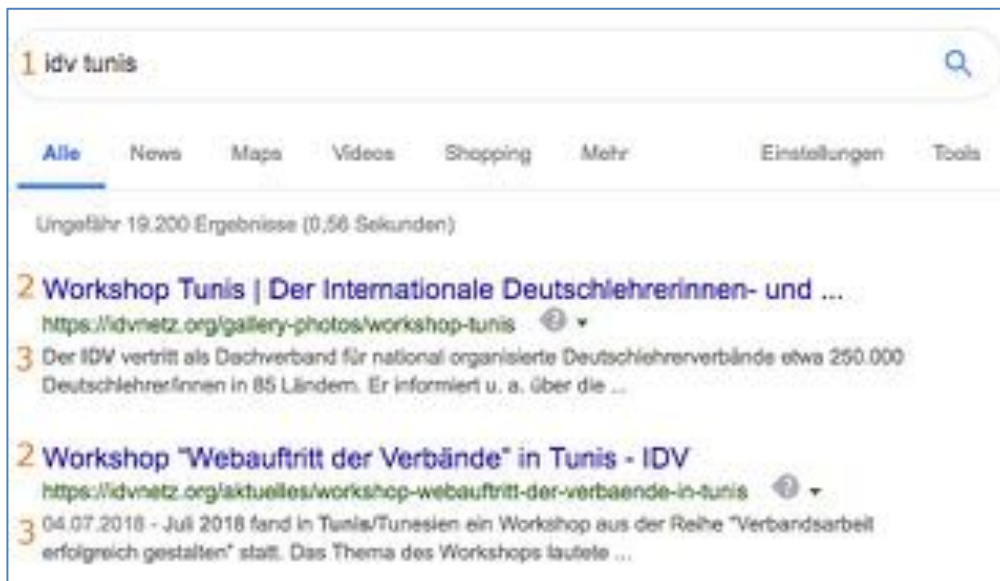 1 idv tunis
Alle News Maps Videos Shopping Mehr Einstellungen Tools
Ungefähr 19.200 Ergebnisse (0,56 Sekunden)
2 Workshop Tunis | Der Internationale Deutschlehrerinnen- und ...
https://idvnetz.org/gallery-photos/workshop-tunis
3 Der IDV vertritt als Dachverband für national organisierte Deutschlehrerverbände etwa 250.000
Deutschlehrer/innen in 85 Ländern. Er informiert u. a. über die ...
2 Workshop "Webauftritt der Verbände" in Tunis - IDV
https://idvnetz.org/aktuelles/workshop-webauftritt-der-verbaende-in-tunis
3 04.07.2018 - Juli 2018 fand in Tunis/Tunesien ein Workshop aus der Reihe "Verbandsarbeit
erfolgreich gestalten" statt. Das Thema des Workshops lautete ...